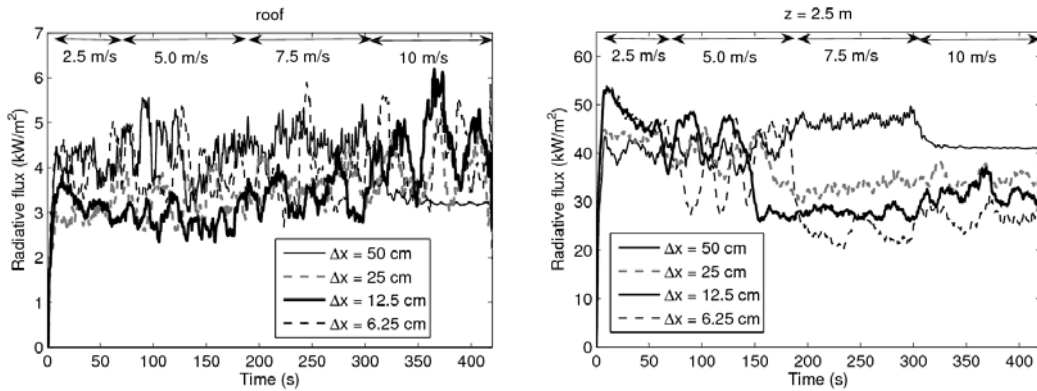 roof
7
6
5
4
3
2
1
0
Radiative flux (kW/m²)
2.5 m/s
5.0 m/s
7.5 m/s
10 m/s
Δx = 50 cm
Δx = 25 cm
Δx = 12.5 cm
Δx = 6.25 cm
0 50 100 150 200 250 300 350 400
Time (s)
z = 2.5 m
60
50
40
30
20
10
0
Radiative flux (kW/m²)
2.5 m/s
5.0 m/s
7.5 m/s
10 m/s
Δx = 50 cm
Δx = 25 cm
Δx = 12.5 cm
Δx = 6.25 cm
0 50 100 150 200 250 300 350 400
Time (s)